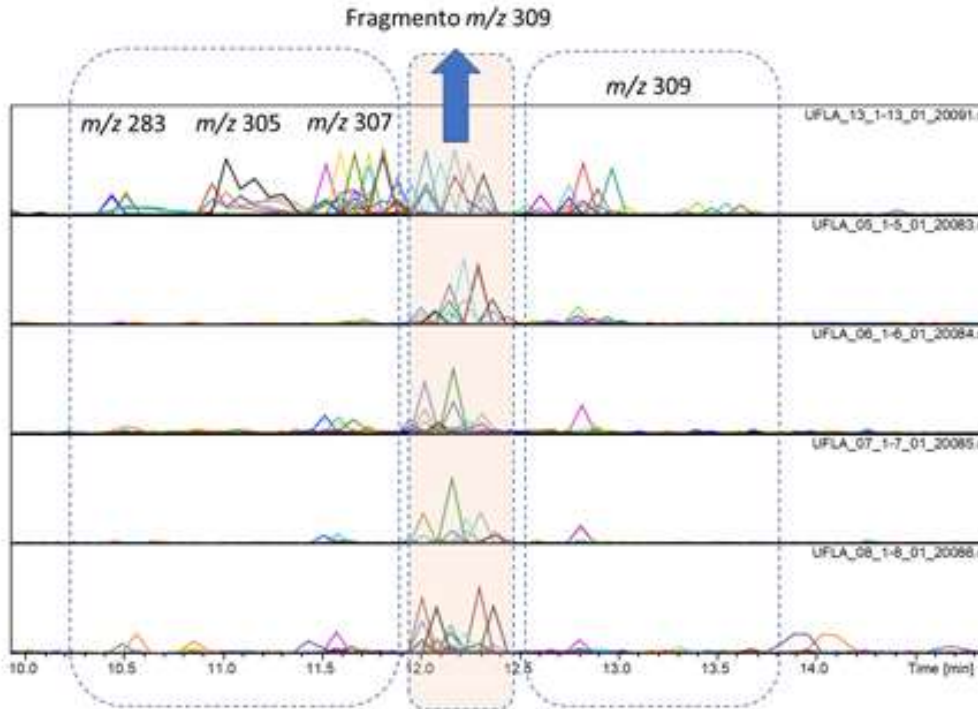 Fragmento m/z 309
m/z 309
m/z 283 m/z 305 m/z 307
UFLA_13_1-13_01_20091.
UFLA_05_1-5_01_20083.
UFLA_06_1-6_01_20084.
UFLA_07_1-7_01_20085.
UFLA_08_1-8_01_20086.
10.0 10.5 11.0 11.5 12.0 12.5 13.0 13.5 14.0 Time [min]